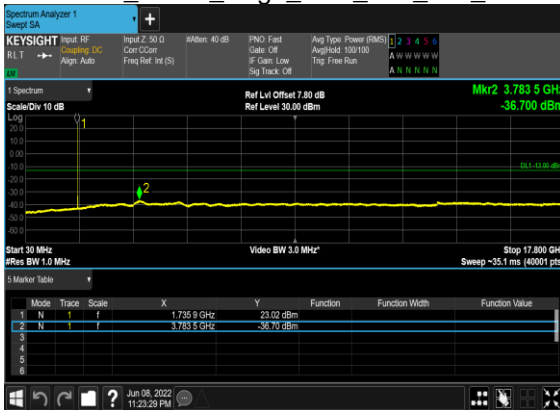 Spectrum Analyzer 1
Swept SA
KEYSIGHT
RLT
LW
Input: RF
Coupling: DC
Align: Auto
Input Z: 50 Ω
Corr CCorr
Freq Ref: Int (S)
#Atten: 40 dB
PNO: Fast
Gate: Off
IF Gain: Low
Sig Track: Off
Avg Type: Power (RMS)
Avg|Hold: 100/100
Trig: Free Run
1 2 3 4 5 6
A W W W W W
A N N N N N
1 Spectrum
Scale/Div 10 dB
Ref Lvl Offset 7.80 dB
Ref Level 30.00 dBm
Mkr2 3.783 5 GHz
-36.700 dBm
Log
20.0
10.0
0.00
-10.0
-20.0
-30.0
-40.0
-50.0
-60.0
1
2
DL1 -13.00 dBm
Start 30 MHz
#Res BW 1.0 MHz
Video BW 3.0 MHz*
Stop 17.800 GH
Sweep ~35.1 ms (40001 pts
5 Marker Table
Mode Trace Scale X Y Function Function Width Function Value
1 N 1 f 1.735 9 GHz 23.02 dBm
2 N 1 f 3.783 5 GHz -36.70 dBm
3
4
5
6
?
Jun 08, 2022
11:23:29 PM